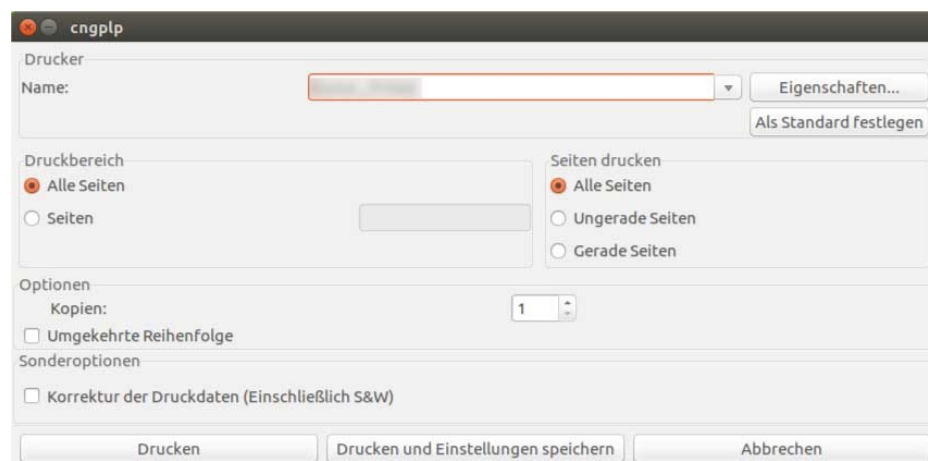 cngplp
Drucker
Name:
Eigenschaften...
Als Standard festlegen
Druckbereich
Alle Seiten
Seiten
Seiten drucken
Alle Seiten
Ungerade Seiten
Gerade Seiten
Optionen
Kopien:
1
Umgekehrte Reihenfolge
Sonderoptionen
Korrektur der Druckdaten (Einschließlich S&W)
Drucken
Drucken und Einstellungen speichern
Abbrechen